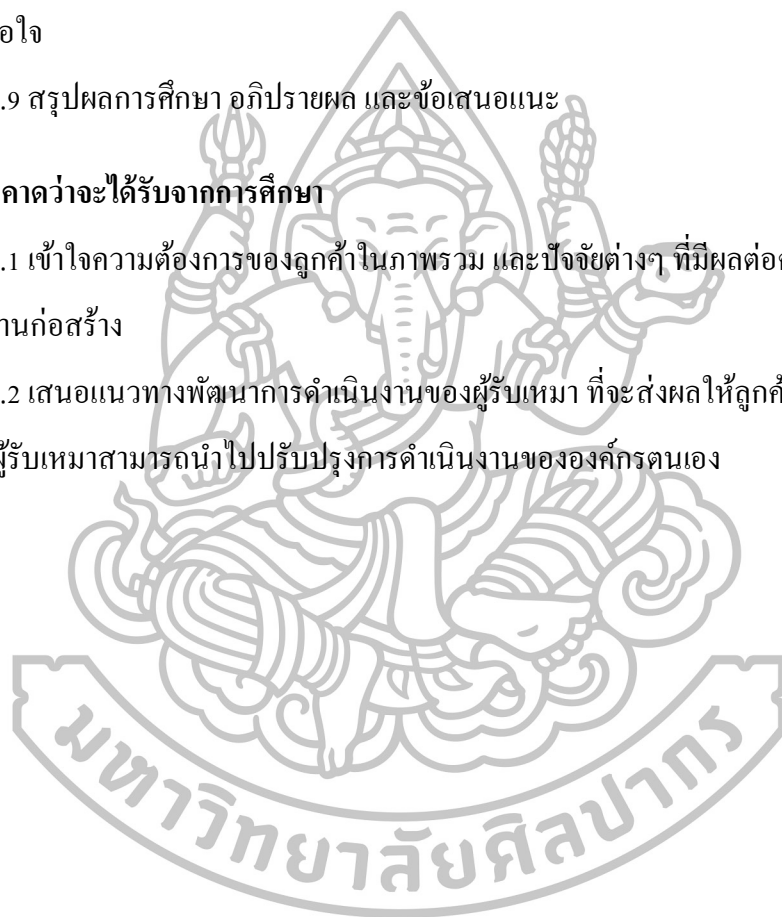 อใจ
.9 สรุปผลการศึกษา อภิปรายผล และข้อเสนอแนะ
คาดว่าจะได้รับจากการศึกษา
.1 เข้าใจความต้องการของลูกค้าในภาพรวม และปัจจัยต่างๆ ที่มีผลต่อ
านก่อสร้าง
.2 เสนอแนวทางพัฒนาการดำเนินงานของผู้รับเหมา ที่จะส่งผลให้ลูกค้
ผู้รับเหมาสามารถนำไปปรับปรุงการดำเนินงานขององค์กรตนเอง
มหาวิทยาลัยศิลปากร